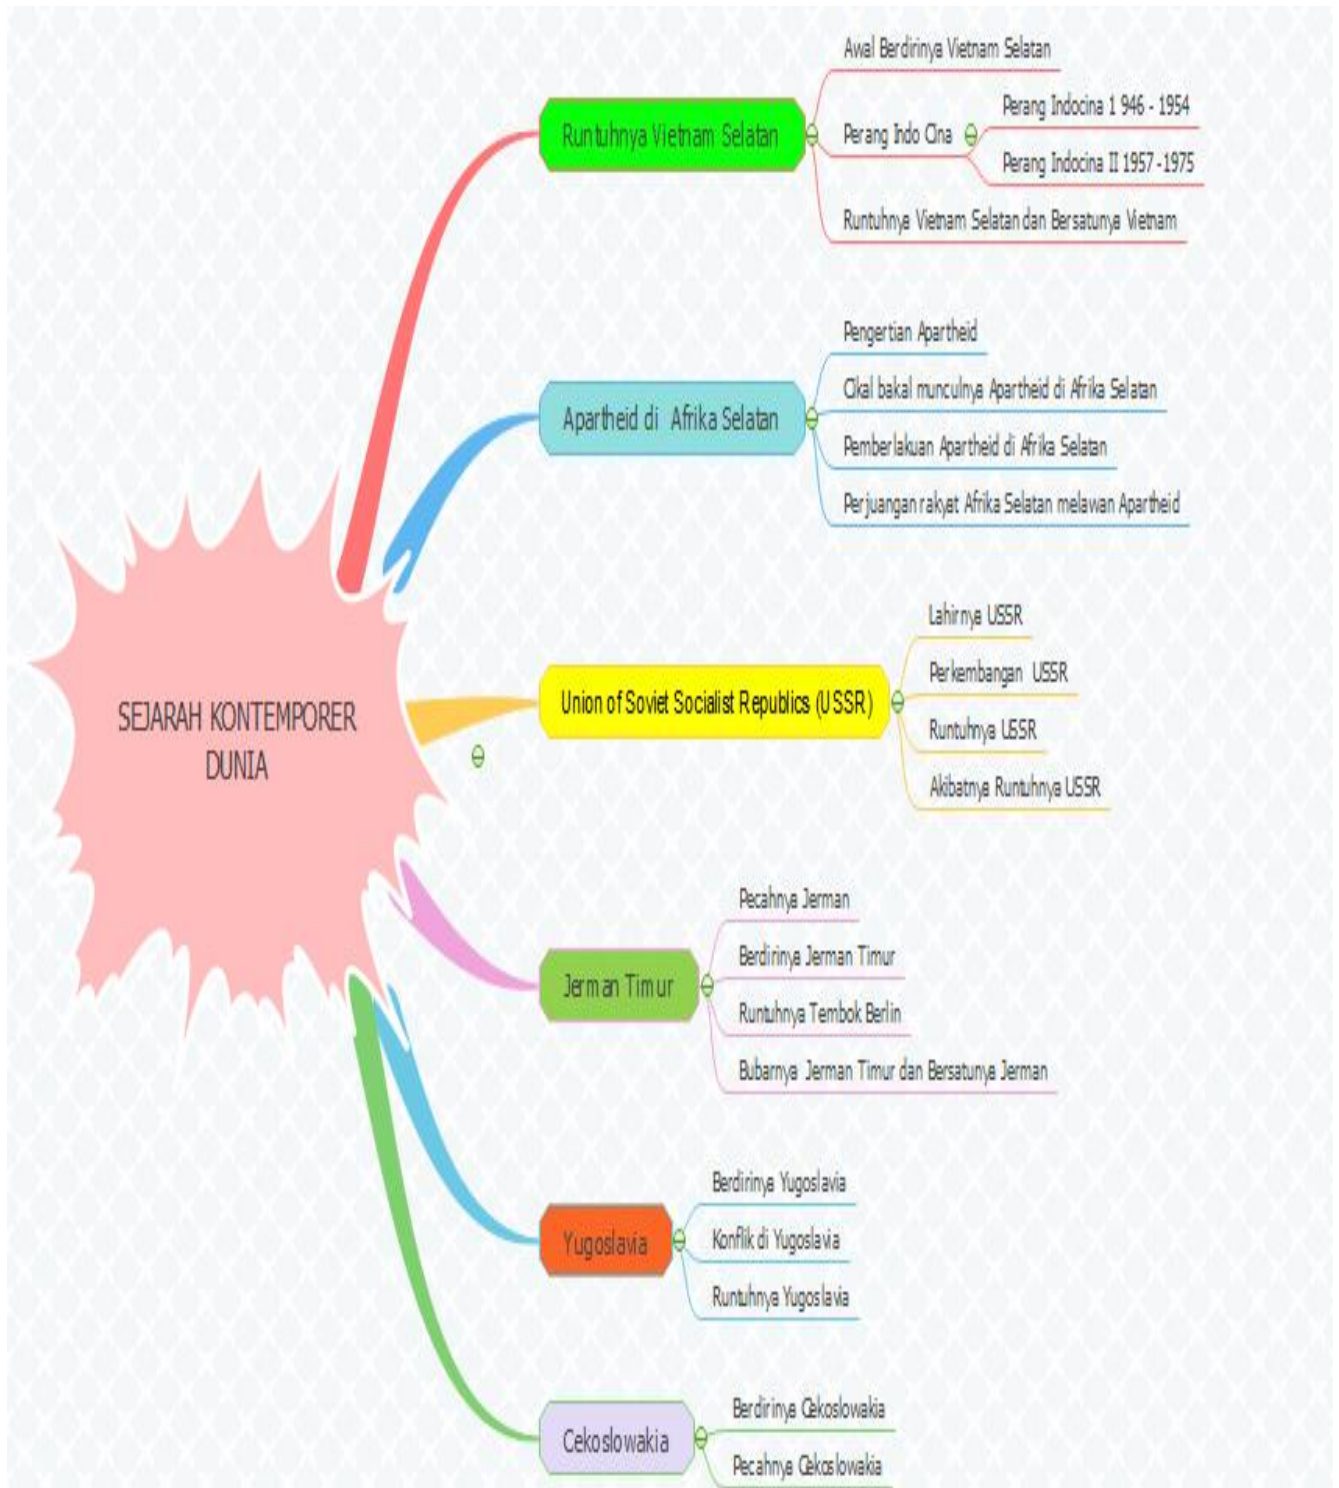 SEJARAH KONTEMPORER
DUNIA
Runtuhnya Vietnam Selatan
Awal Berdirinya Vietnam Selatan
Perang Indo Cina
Perang Indocina 1 946 - 1954
Perang Indocina II 1957 -1975
Runtuhnya Vietnam Selatan dan Bersatunya Vietnam
Apartheid di Afrika Selatan
Pengertian Apartheid
Cikal bakal munculnya Apartheid di Afrika Selatan
Pemberlakuan Apartheid di Afrika Selatan
Perjuangan rakyat Afrika Selatan melawan Apartheid
Union of Soviet Socialist Republics (USSR)
Lahirnya USSR
Perkembangan USSR
Runtuhnya USSR
Akibatnya Runtuhnya USSR
Jerman Timur
Pecahnya Jerman
Berdirinya Jerman Timur
Runtuhnya Tembok Berlin
Bubarnya Jerman Timur dan Bersatunya Jerman
Yugoslavia
Berdirinya Yugoslavia
Konflik di Yugoslavia
Runtuhnya Yugoslavia
Cekoslowakia
Berdirinya Cekoslowakia
Pecahnya Cekoslowakia